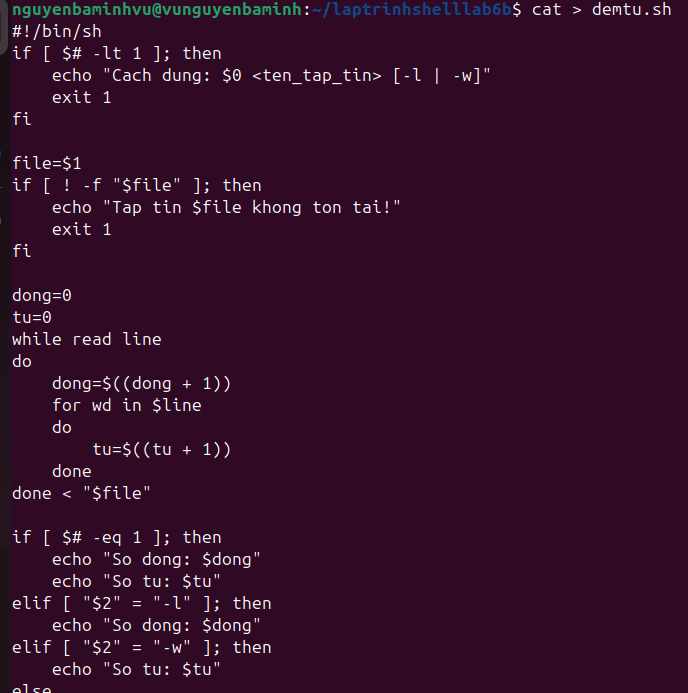 nguyenbaminhvu@vunguyenbaminh:~/laptrinhshelllab6b$ cat > demtu.sh
#!/bin/sh
if [ $# -lt 1 ]; then
    echo "Cach dung: $0 <ten_tap_tin> [-l | -w]"
    exit 1
fi

file=$1
if [ ! -f "$file" ]; then
    echo "Tap tin $file khong ton tai!"
    exit 1
fi

dong=0
tu=0
while read line
do
    dong=$((dong + 1))
    for wd in $line
    do
        tu=$((tu + 1))
    done
done < "$file"

if [ $# -eq 1 ]; then
    echo "So dong: $dong"
    echo "So tu: $tu"
elif [ "$2" = "-l" ]; then
    echo "So dong: $dong"
elif [ "$2" = "-w" ]; then
    echo "So tu: $tu"
else